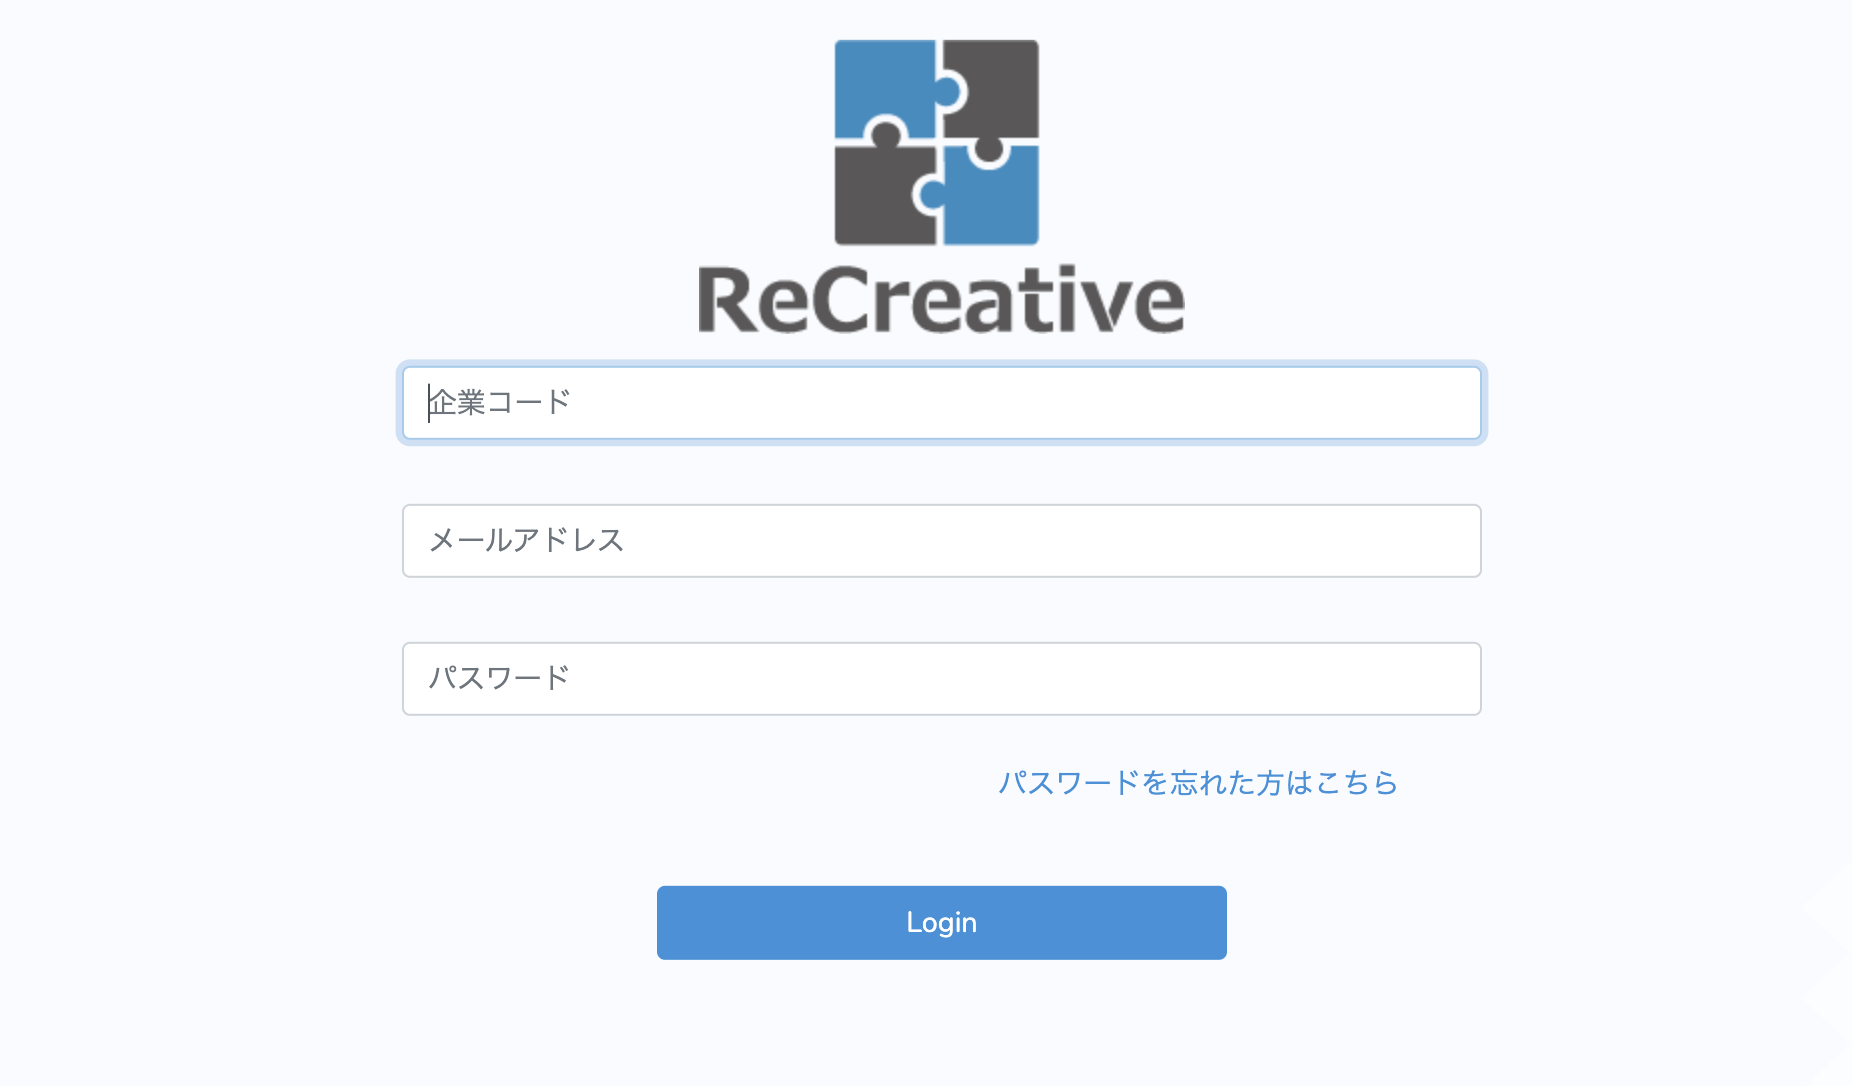 ReCreative
企業コード
メールアドレス
パスワード
パスワードを忘れた方はこちら
Login